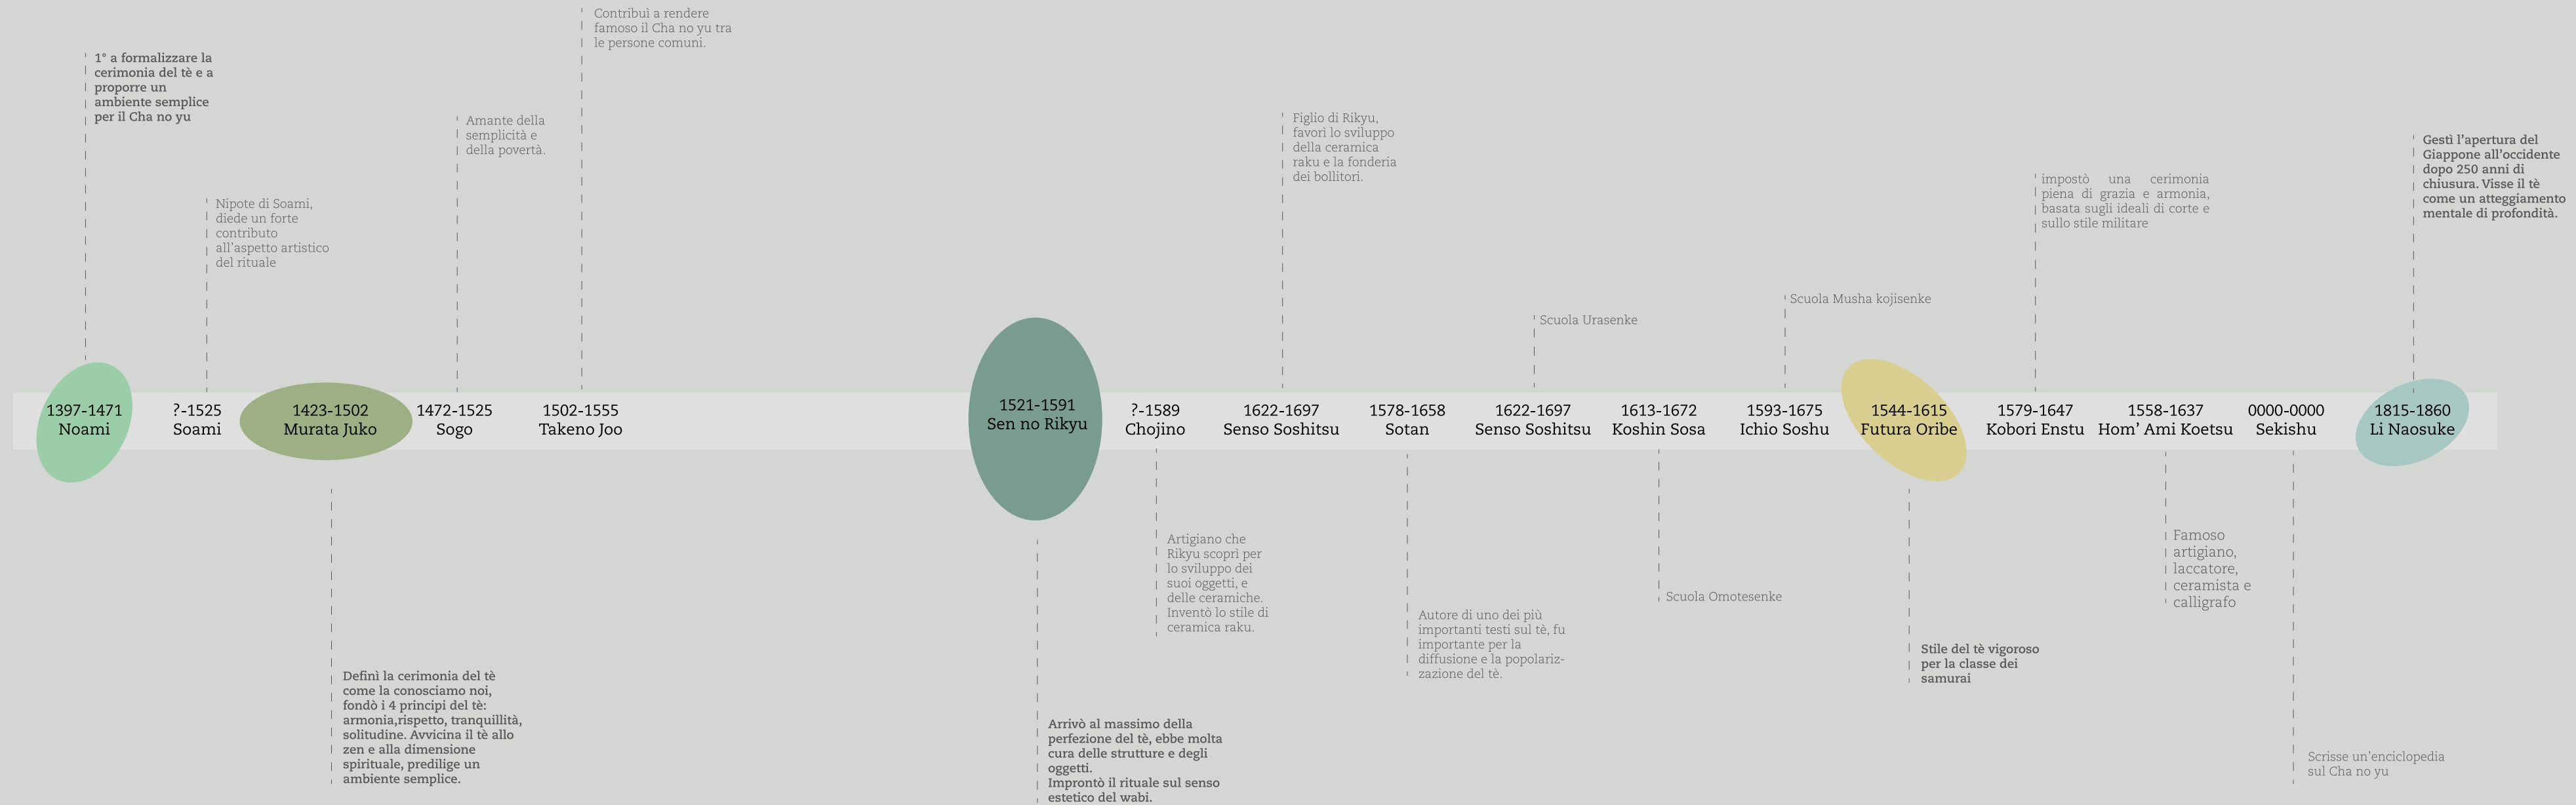 Contribuì a rendere
famoso il Cha no yu tra
le persone comuni.
1° a formalizzare la
cerimonia del tè e a
proporre un
ambiente semplice
per il Cha no yu
Nipote di Soami,
diede un forte
contributo
all'aspetto artistico
del rituale
Amante della
semplicità e
della povertà.
Figlio di Rikyu,
favorì lo sviluppo
della ceramica
raku e la fonderia
dei bollitori.
Scuola Urasenke
Scuola Musha kojisenke
impostò una cerimonia
piena di grazia e armonia,
basata sugli ideali di corte e
sullo stile militare
Gestì l'apertura del
Giappone all'occidente
dopo 250 anni di
chiusura. Visse il tè
come un atteggiamento
mentale di profondità.
1397-1471
Noami
?-1525
Soami
1423-1502
Murata Juko
1472-1525
Sogo
1502-1555
Takeno Joo
1521-1591
Sen no Rikyu
?-1589
Chojino
1622-1697
Senso Soshitsu
1578-1658
Sotan
1622-1697
Senso Soshitsu
1613-1672
Koshin Sosa
1593-1675
Ichio Soshu
1544-1615
Futura Oribe
1579-1647
Kobori Enstu
1558-1637
Hom' Ami Koetsu
0000-0000
Sekishu
1815-1860
Li Naosuke
Definì la cerimonia del tè
come la conosciamo noi,
fondò i 4 principi del tè:
armonia,rispetto, tranquillità,
solitudine. Avvicina il tè allo
zen e alla dimensione
spirituale, predilige un
ambiente semplice.
Arrivò al massimo della
perfezione del tè, ebbe molta
cura delle strutture e degli
oggetti.
Improntò il rituale sul senso
estetico del wabi.
Artigiano che
Rikyu scoprì per
lo sviluppo dei
suoi oggetti, e
delle ceramiche.
Inventò lo stile di
ceramica raku.
Autore di uno dei più
importanti testi sul tè, fu
importante per la
diffusione e la popolariz-
zazione del tè.
Scuola Omotesenke
Stile del tè vigoroso
per la classe dei
samurai
Famoso
artigiano,
laccatore,
ceramista e
calligrafo
Scrisse un'enciclopedia
sul Cha no yu